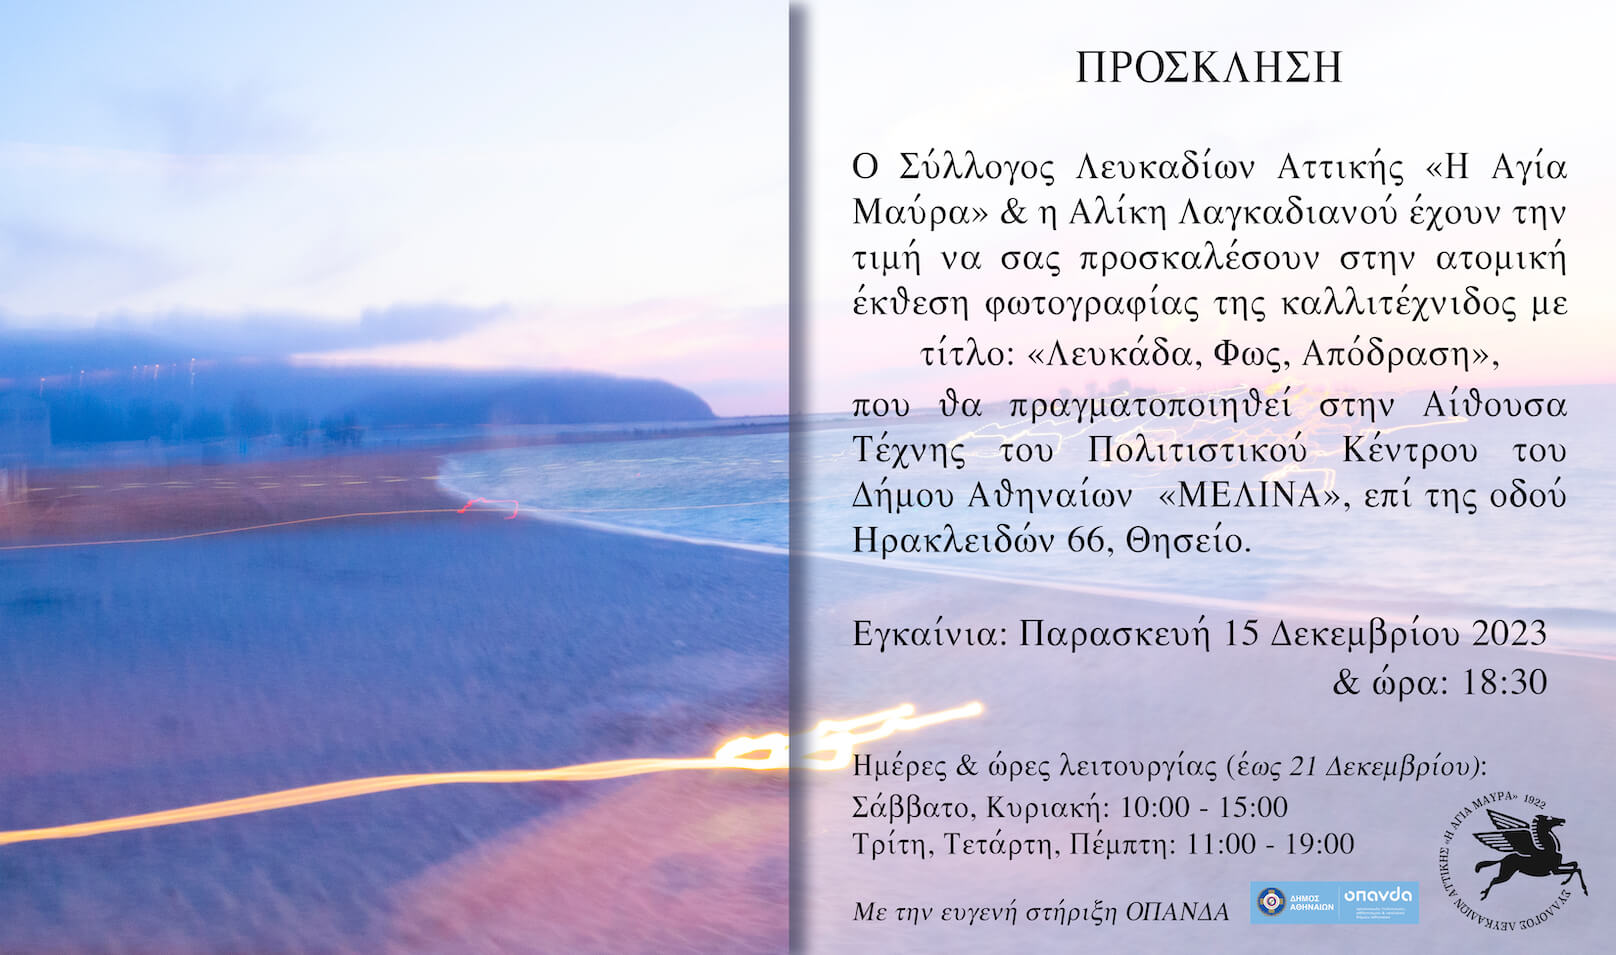 ΠΡΟΣΚΛΗΣΗ
Ο Σύλλογος Λευκαδίων Αττικής «Η Αγία
Μαύρα» & η Αλίκη Λαγκαδιανού έχουν την
τιμή να σας προσκαλέσουν στην ατομική
έκθεση φωτογραφίας της καλλιτέχνιδος με
τίτλο: «Λευκάδα, Φως, Απόδραση»,
που θα πραγματοποιηθεί στην Αίθουσα
Τέχνης του Πολιτιστικού Κέντρου του
Δήμου Αθηναίων «ΜΕΛΙΝΑ», επί της οδού
Ηρακλειδών 66, Θησείο.
Εγκαίνια: Παρασκευή 15 Δεκεμβρίου 2023
& ώρα: 18:30
Ημέρες & ώρες λειτουργίας (έως 21 Δεκεμβρίου):
Σάββατο, Κυριακή: 10:00 - 15:00
Τρίτη, Τετάρτη, Πέμπτη: 11:00 - 19:00
Με την ευγενή στήριξη ΟΠΑΝΔΑ
ΔΗΜΟΣ
ΑΘΗΝΑΙΩΝ
οπανda
ΣΥΛΛΟΓΟΣ ΛΕΥΚΑΔΙΩΝ ΑΤΤΙΚΗΣ «Η ΑΓΙΑ ΜΑΥΡΑ» 1922